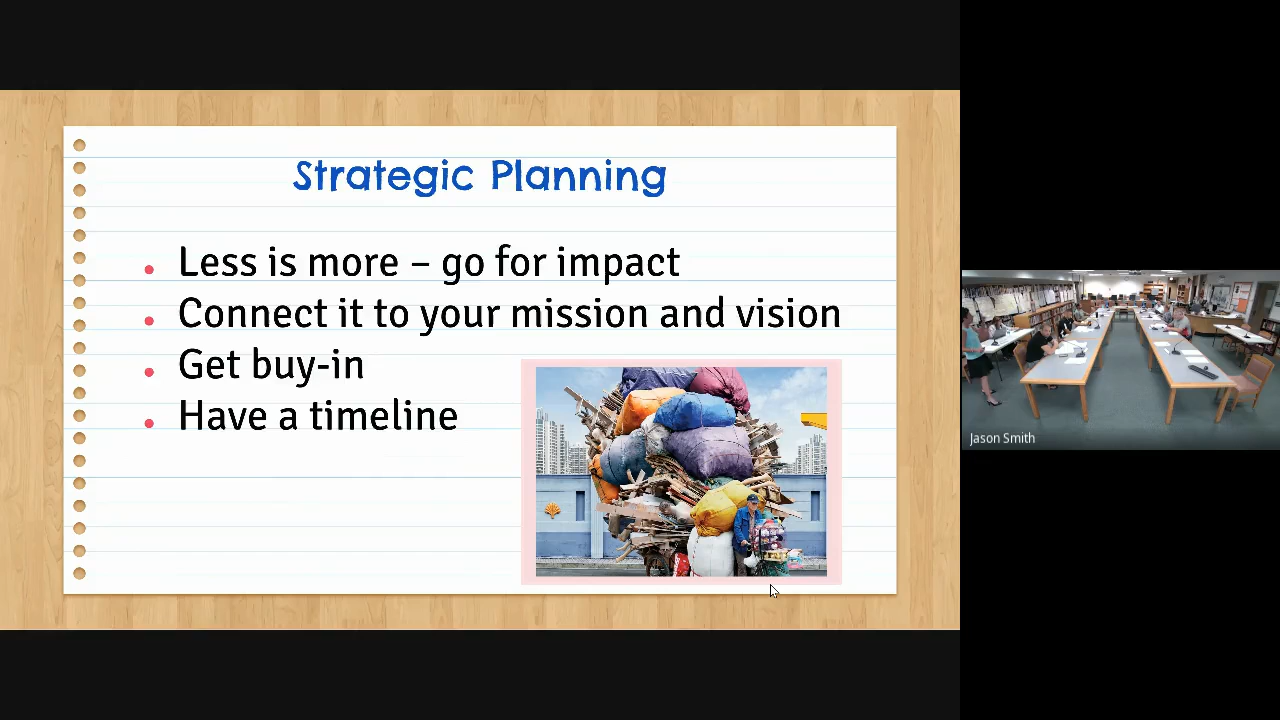 Strategic Planning
Less is more – go for impact
Connect it to your mission and vision
Get buy-in
Have a timeline
Jason Smith